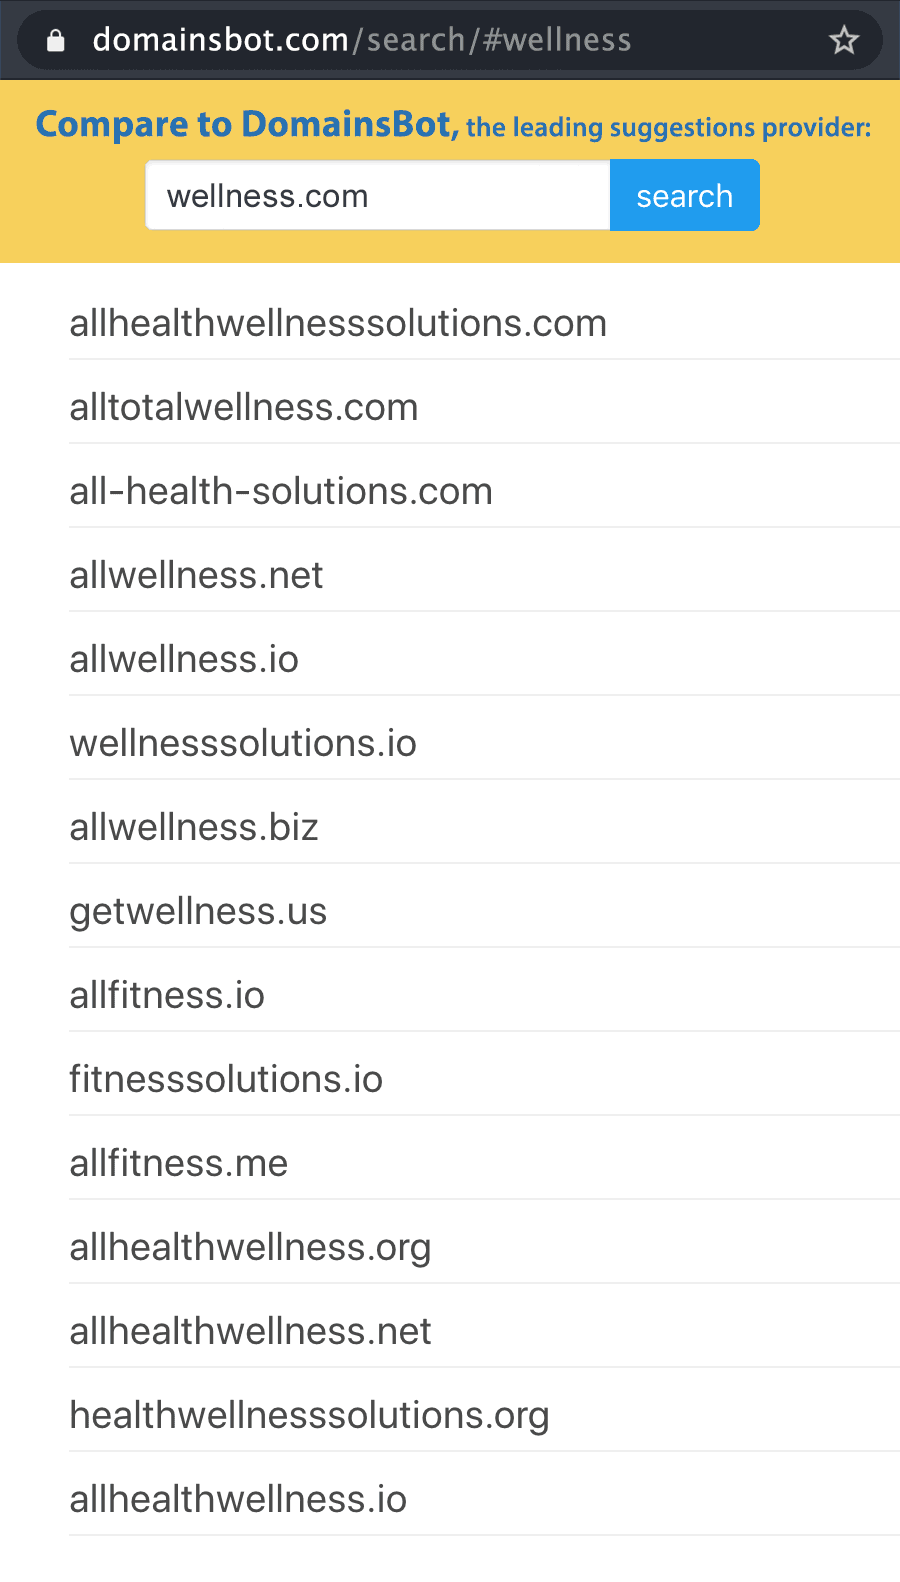 domainsbot.com/search/#wellness
Compare to DomainsBot, the leading suggestions provider:
wellness.com search
allhealthwellnesssolutions.com
alltotalwellness.com
all-health-solutions.com
allwellness.net
allwellness.io
wellnesssolutions.io
allwellness.biz
getwellness.us
allfitness.io
fitnesssolutions.io
allfitness.me
allhealthwellness.org
allhealthwellness.net
healthwellnesssolutions.org
allhealthwellness.io